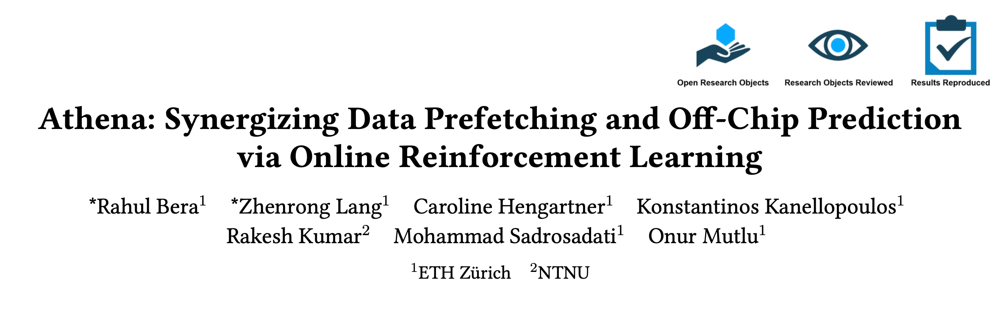 Open Research Objects Research Objects Reviewed Results Reproduced
Athena: Synergizing Data Prefetching and Off-Chip Prediction
via Online Reinforcement Learning
*Rahul Bera¹ *Zhenrong Lang¹ Caroline Hengartner¹ Konstantinos Kanellopoulos¹
Rakesh Kumar² Mohammad Sadrosadati¹ Onur Mutlu¹
¹ETH Zürich ²NTNU